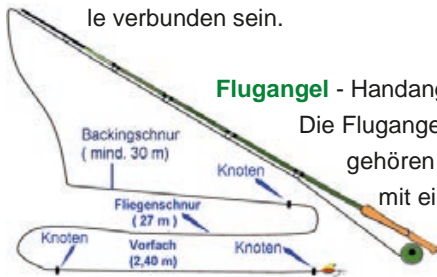 le verbunden sein.
Flugangel - Handang
Die Flugange
gehören
mit ei
Backingschnur
( mind. 30 m )
Knoten
Fliegenschnur
( 27 m )
Knoten
Vorfach
(2,40 m)
Knoten